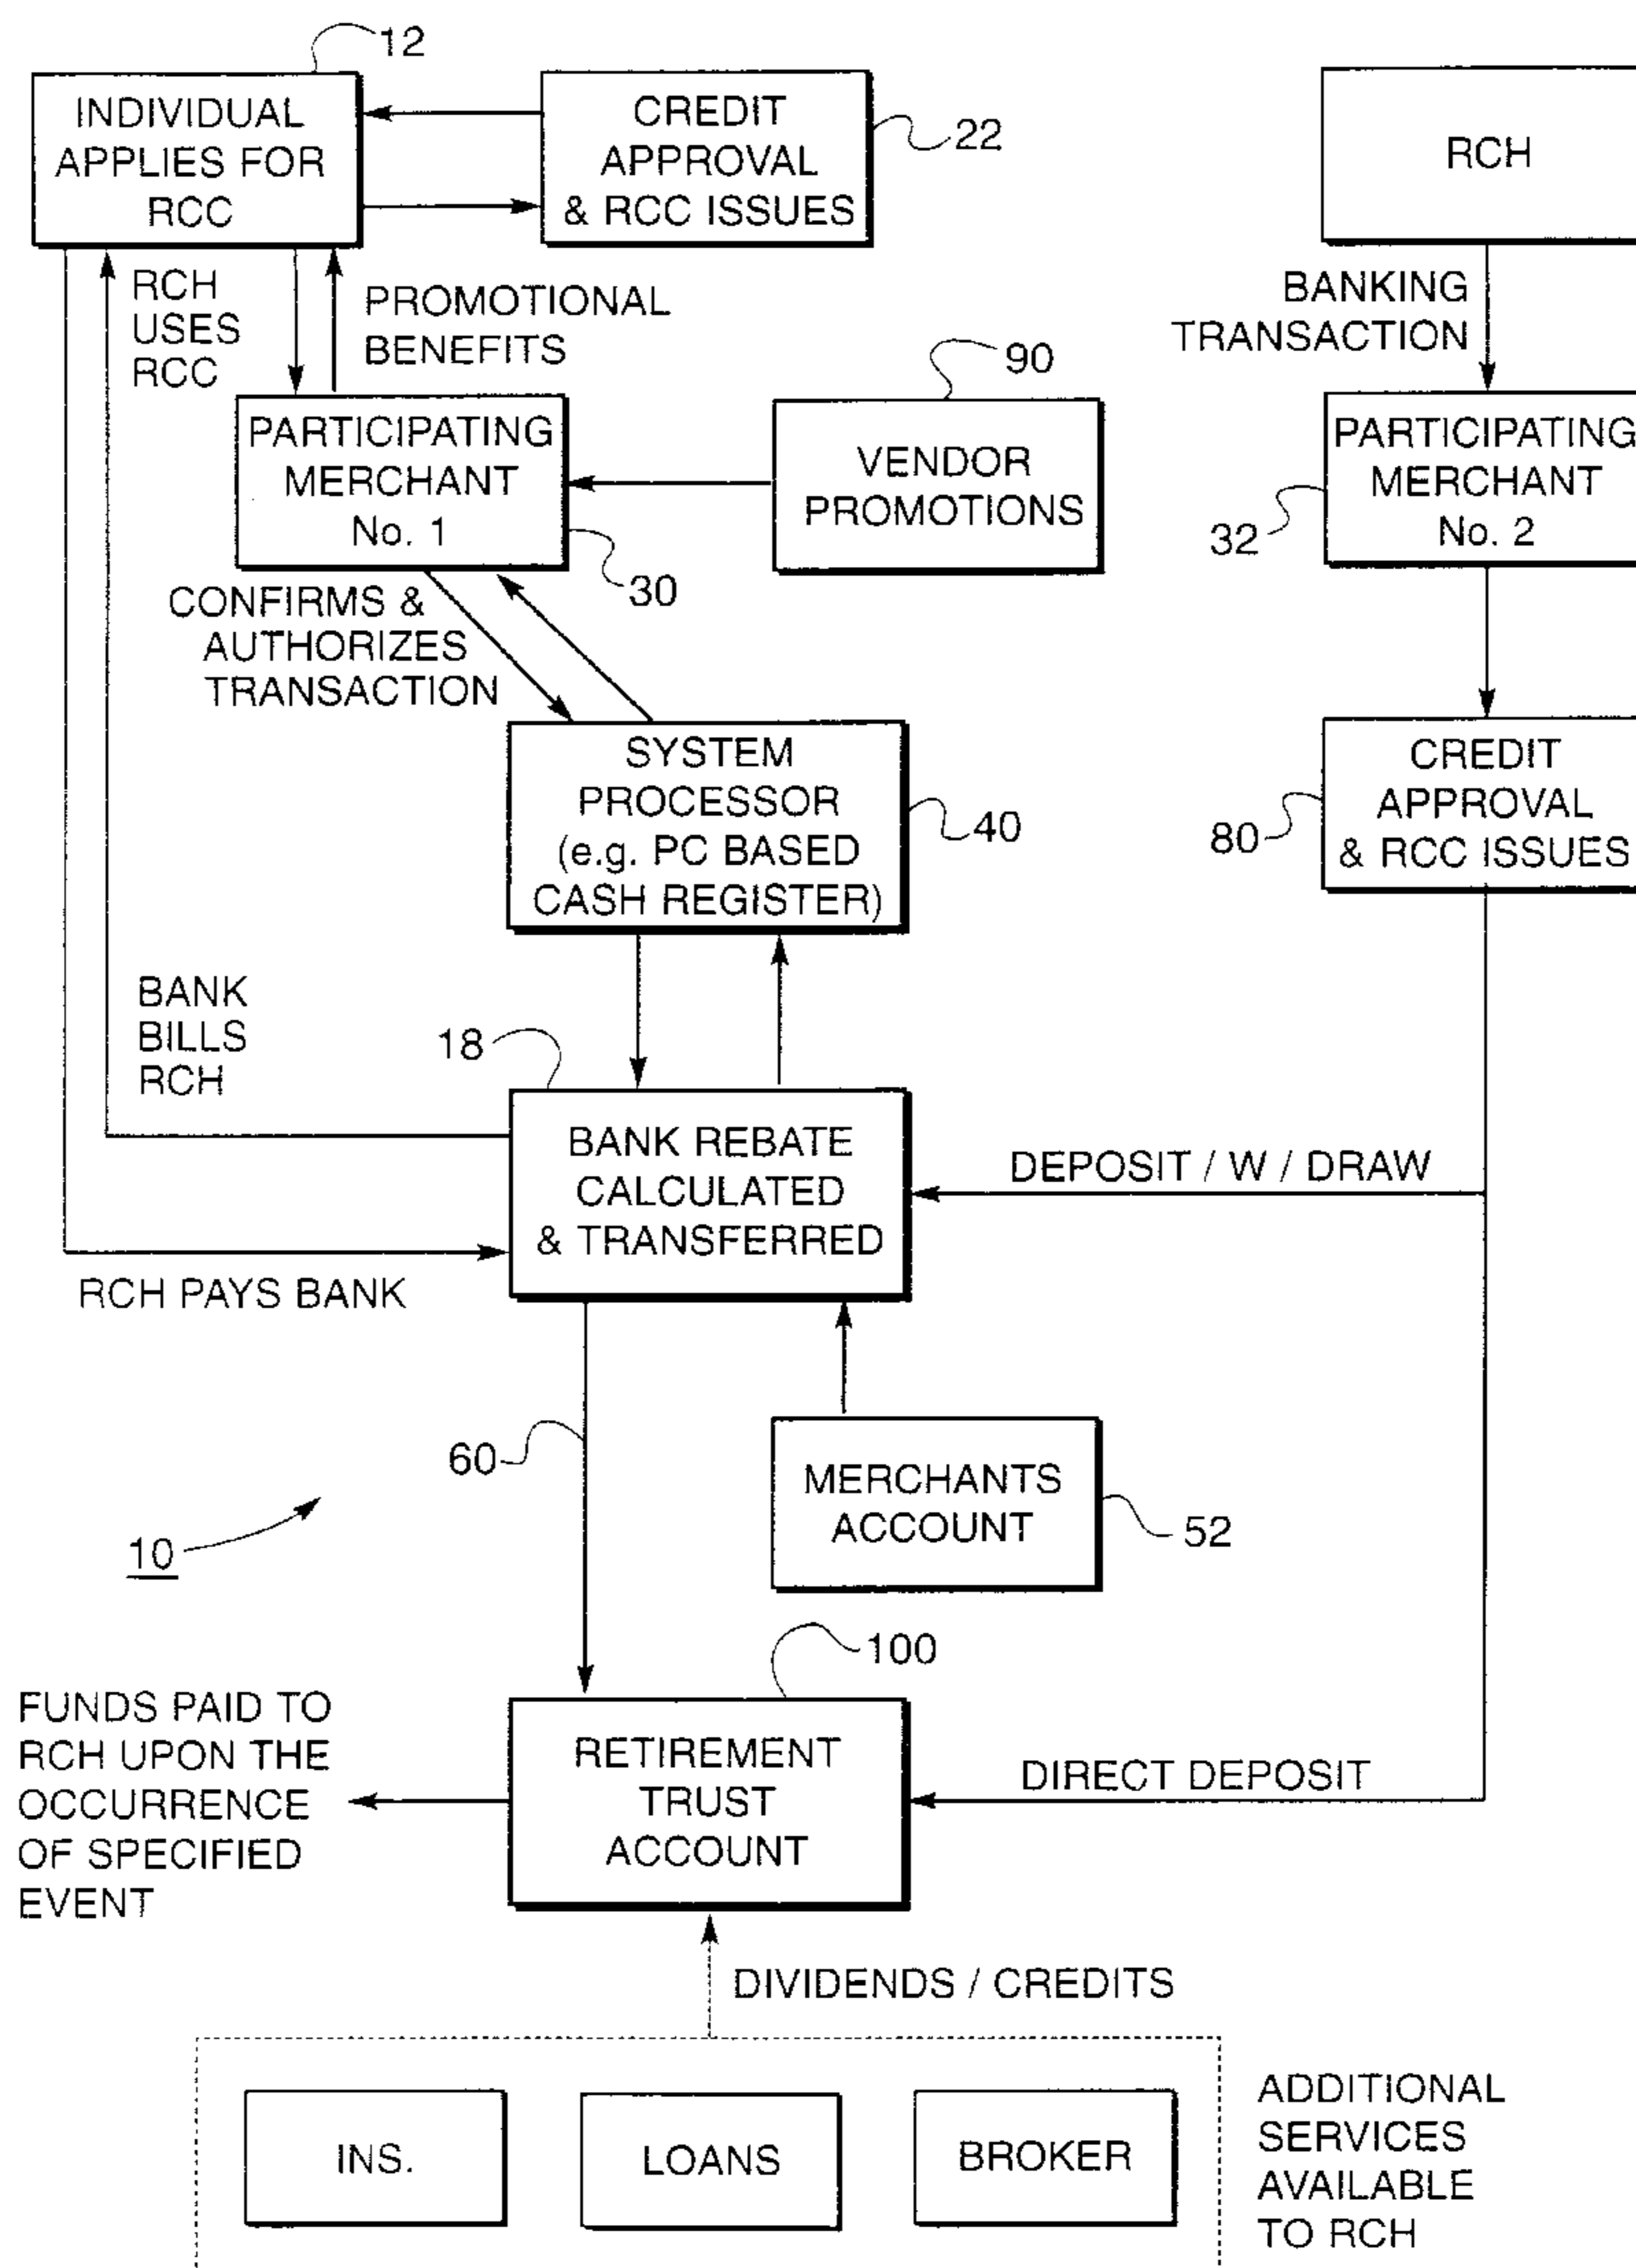 12
INDIVIDUAL
APPLIES FOR
RCC
CREDIT
APPROVAL
& RCC ISSUES
22
RCH
BANKING
TRANSACTION
RCH
USES
RCC
PROMOTIONAL
BENEFITS
90
PARTICIPATING
MERCHANT
No. 1
30
VENDOR
PROMOTIONS
PARTICIPATING
MERCHANT
No. 2
32
CONFIRMS &
AUTHORIZES
TRANSACTION
SYSTEM
PROCESSOR
(e.g. PC BASED
CASH REGISTER)
40
CREDIT
APPROVAL
& RCC ISSUES
80
BANK
BILLS
RCH
18
BANK REBATE
CALCULATED
& TRANSFERRED
DEPOSIT / W / DRAW
RCH PAYS BANK
60
MERCHANTS
ACCOUNT
52
10
100
FUNDS PAID TO
RCH UPON THE
OCCURRENCE
OF SPECIFIED
EVENT
RETIREMENT
TRUST
ACCOUNT
DIRECT DEPOSIT
DIVIDENDS / CREDITS
INS.
LOANS
BROKER
ADDITIONAL
SERVICES
AVAILABLE
TO RCH